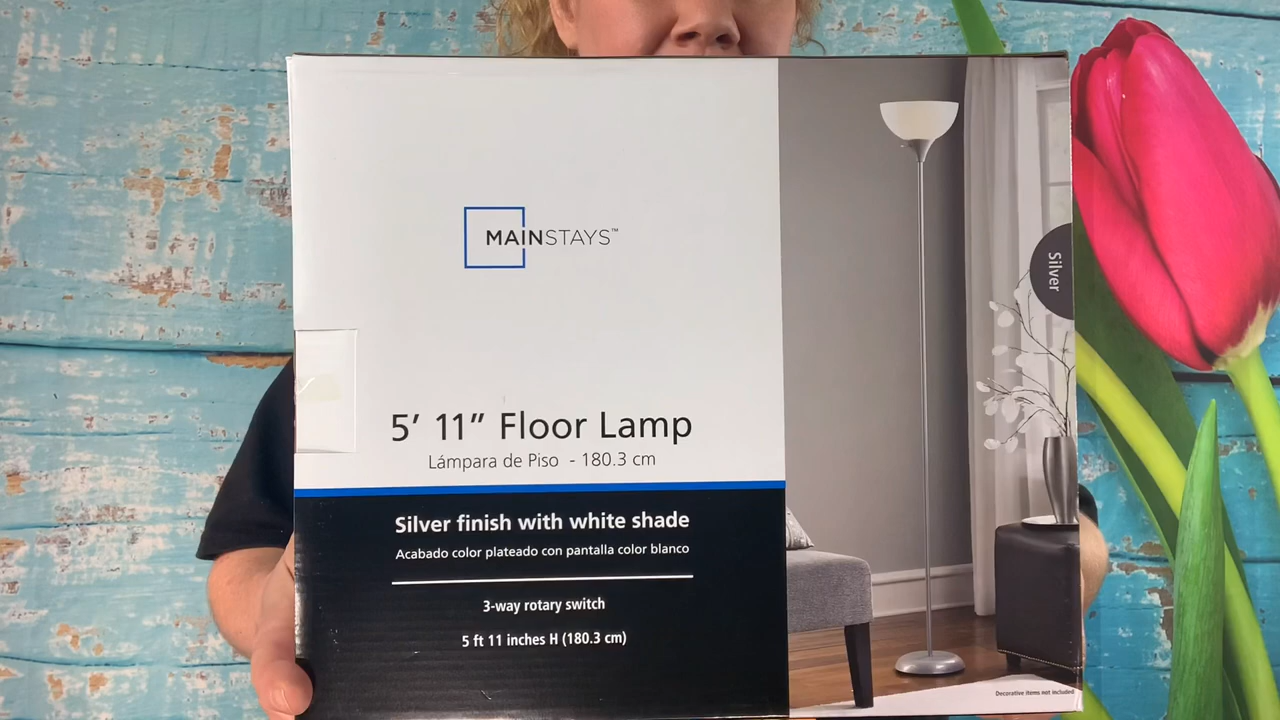 MAINSTAYS™
5' 11" Floor Lamp
Lámpara de Piso - 180.3 cm
Silver finish with white shade
Acabado color plateado con pantalla color blanco
3-way rotary switch
5 ft 11 inches H (180.3 cm)
Silver
Decorative items not included